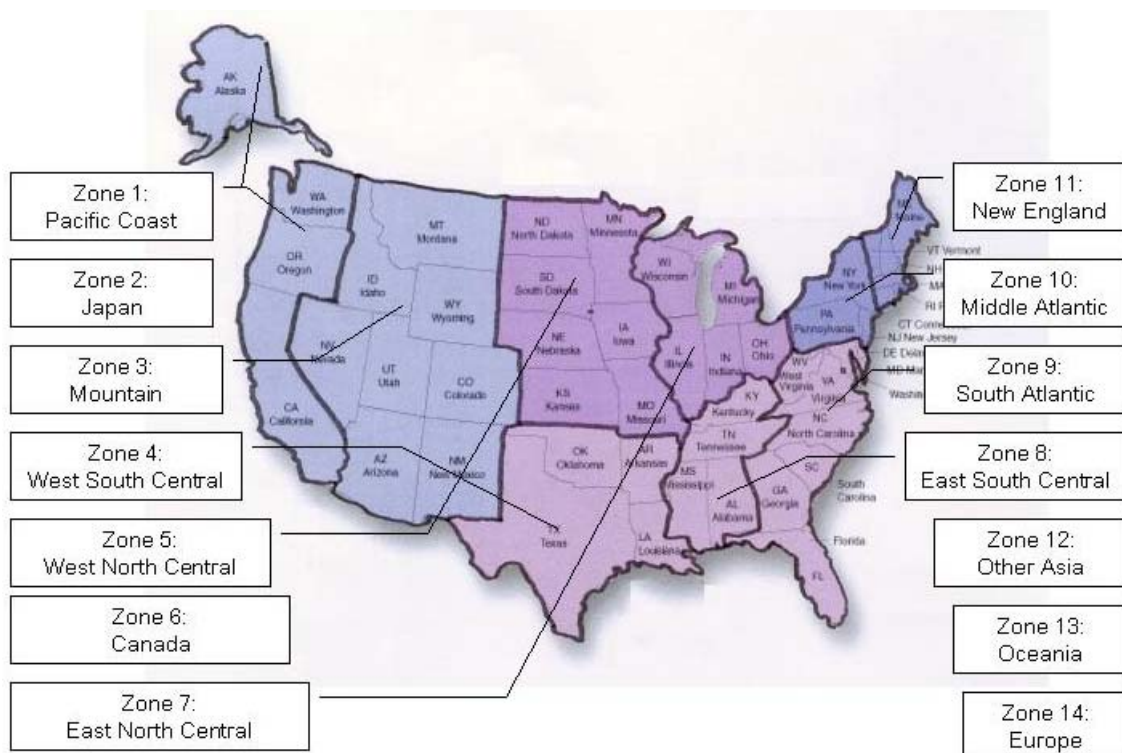 AK
Alaska
Zone 1:
Pacific Coast
Zone 2:
Japan
Zone 3:
Mountain
Zone 4:
West South Central
Zone 5:
West North Central
Zone 6:
Canada
Zone 7:
East North Central
WA
Washington
OR
Oregon
CA
California
NV
Nevada
ID
Idaho
MT
Montana
WY
Wyoming
UT
Utah
CO
Colorado
AZ
Arizona
NM
New Mexico
ND
North Dakota
MN
Minnesota
SD
South Dakota
NE
Nebraska
IA
Iowa
KS
Kansas
MO
Missouri
OK
Oklahoma
AR
Arkansas
TX
Texas
LA
Louisiana
WI
Wisconsin
MI
Michigan
IL
Illinois
IN
Indiana
OH
Ohio
KY
Kentucky
TN
Tennessee
MS
Mississippi
AL
Alabama
GA
Georgia
FL
Florida
SC
South
Carolina
NC
North Carolina
VA
Virginia
WV
West
Virginia
PA
Pennsylvania
NY
New York
Maine
VT Vermont
NH
MA
RI
CT
NJ New Jersey
DE
MD
Zone 11:
New England
Zone 10:
Middle Atlantic
Zone 9:
South Atlantic
Zone 8:
East South Central
Zone 12:
Other Asia
Zone 13:
Oceania
Zone 14:
Europe